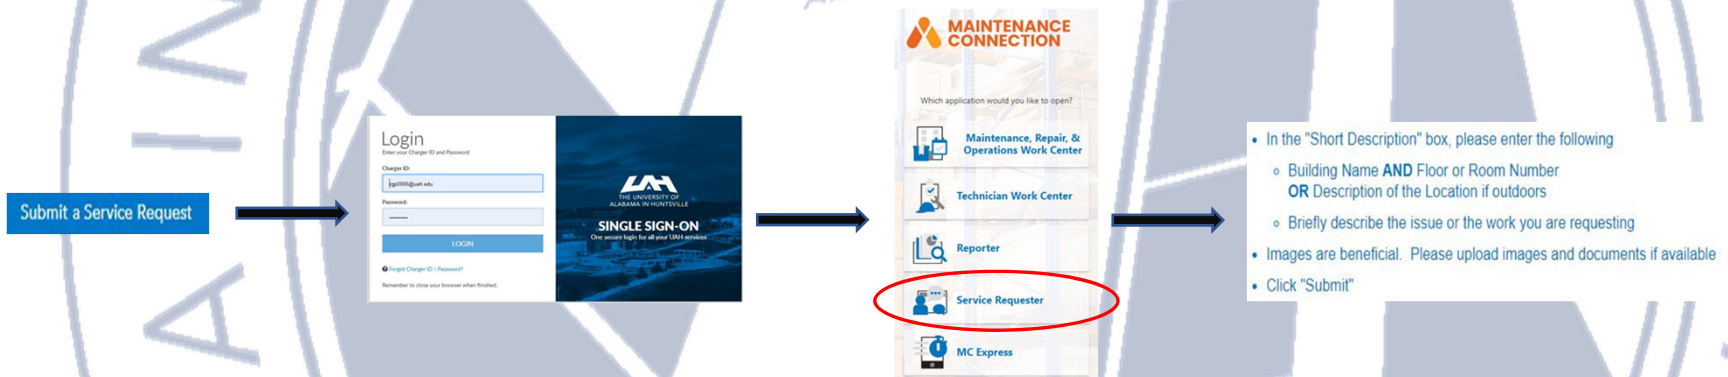 Submit a Service Request
Login
Enter your Charger ID and Password
Charger ID:
Password:
LOGIN
Forgot Charger ID / Password?
Remember to close your browser when finished.
UAH
THE UNIVERSITY OF
ALABAMA IN HUNTSVILLE
SINGLE SIGN-ON
One secure login for all your UAH services
MAINTENANCE
CONNECTION
Which application would you like to open?
Maintenance, Repair, &
Operations Work Center
Technician Work Center
Reporter
Service Requester
MC Express
• In the "Short Description" box, please enter the following
Building Name AND Floor or Room Number
OR Description of the Location if outdoors
Briefly describe the issue or the work you are requesting
• Images are beneficial. Please upload images and documents if available
• Click "Submit"